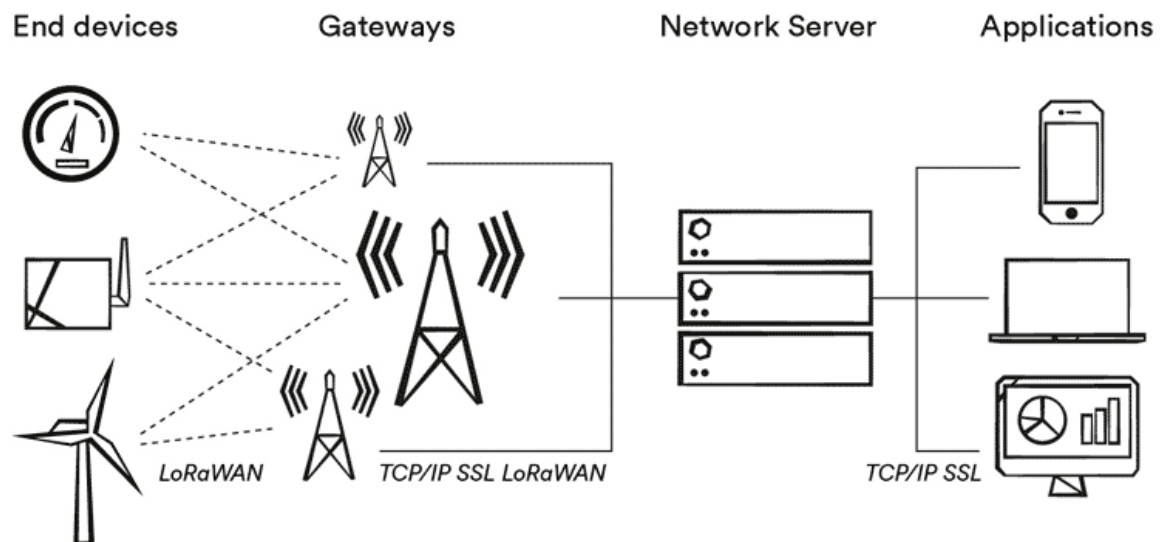 End devices
Gateways
Network Server
Applications
LoRaWAN
TCP/IP SSL LoRaWAN
TCP/IP SSL